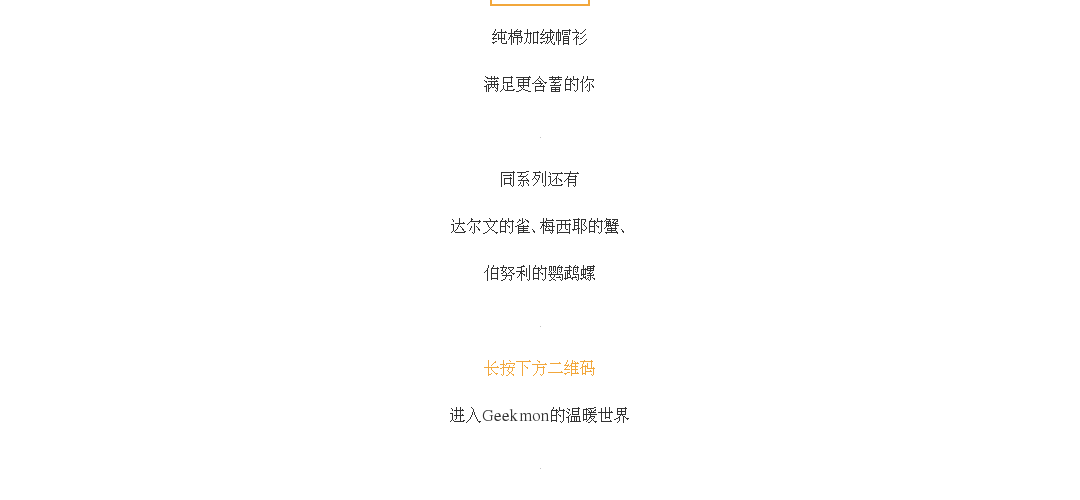 纯棉加绒帽衫
满足更含蓄的你
.
同系列还有
达尔文的雀、梅西耶的蟹、
伯努利的鹦鹉螺
.
长按下方二维码
进入Geekmon的温暖世界
.